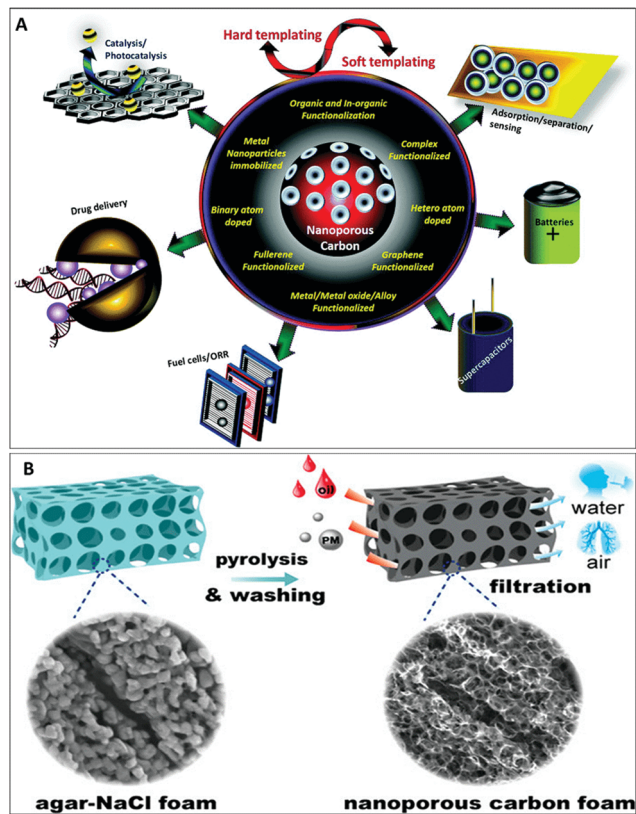 A
Hard templating
Soft templating
Catalysis/
Photocatalysis
Adsorption/separation/
sensing
Organic and In-organic
Functionalization
Metal
Nanoparticles
immobilized
Complex
Functionalized
Binary atom
doped
Hetero atom
doped
Nanoporous
Carbon
Fullerene
Functionalized
Graphene
Functionalized
Metal/Metal oxide/Alloy
Functionalized
Drug delivery
Batteries
+
Supercapacitors
Fuel cells/ORR
B
oil
PM
pyrolysis
& washing
water
air
filtration
agar-NaCl foam
nanoporous carbon foam